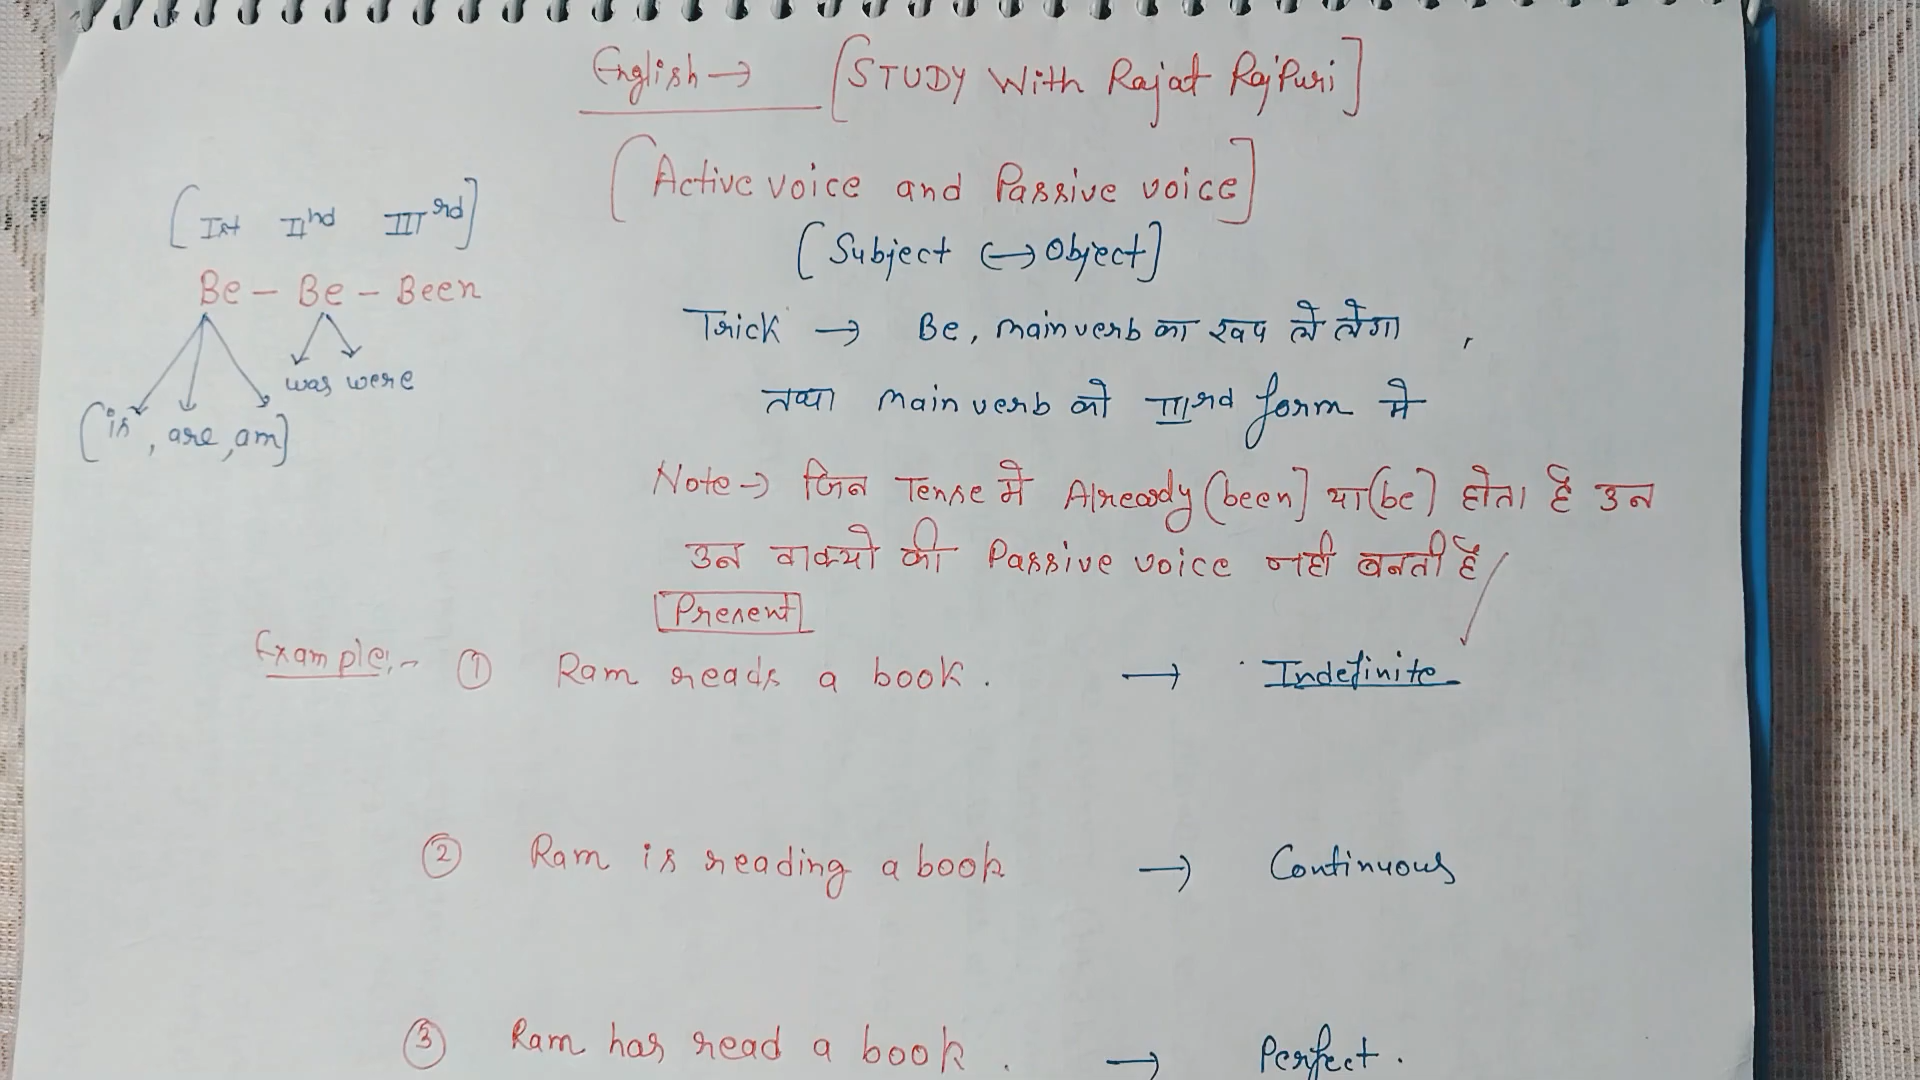 English → [STUDY With Rajat RajPuri]
[Active voice and Passive voice]
[Subject ↔ Object]
[Ist IInd IIIrd]
Be - Be - Been
was were
[is, are, am]
Trick → Be, main verb का रुप ले लेगा,
तथा main verb को IIIrd form मे
Note → जिन Tense मे Already (been] या (be] होता है उन
उन वाक्यो की Passive voice नही बनती है
Present
Example:- ① Ram reads a book. → Indefinite
② Ram is reading a book → Continuous
③ Ram has read a book. → Perfect.